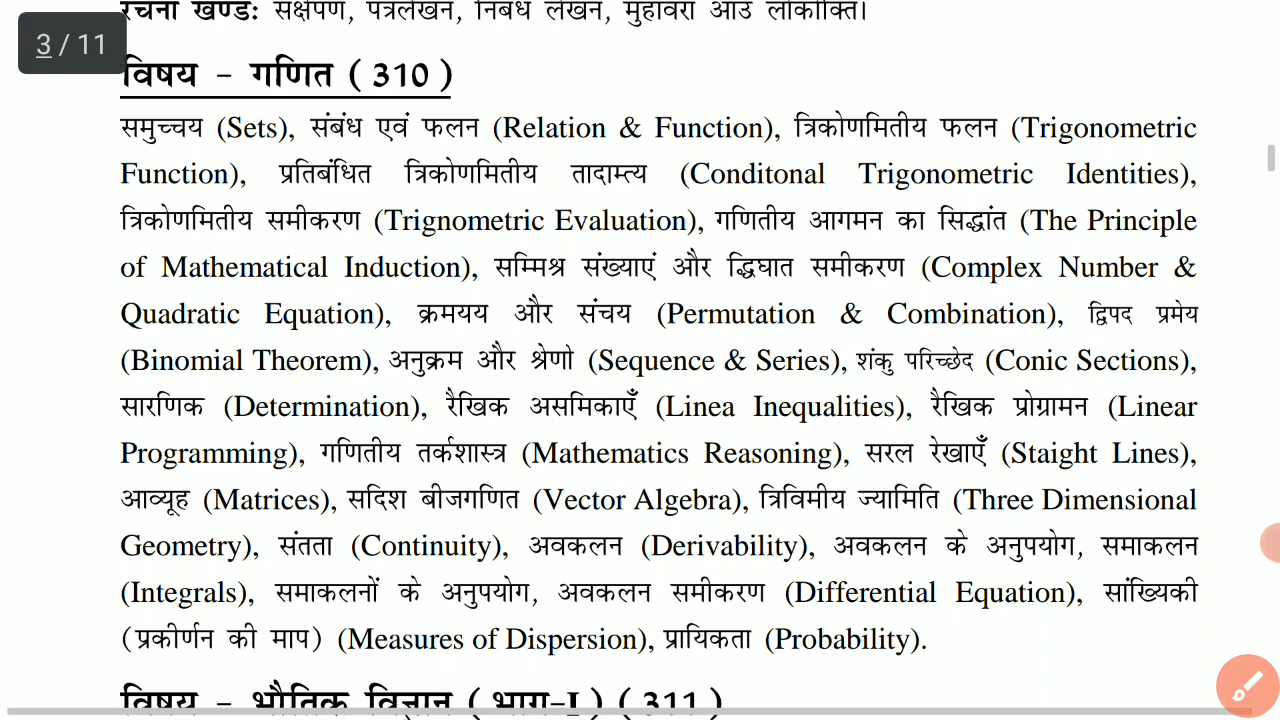 रचना खण्डः संक्षेपण, पत्रलेखन, निबंध लेखन, मुहावरा आउ लोकोक्ति।
3 / 11
विषय - गणित ( 310 )
समुच्चय (Sets), संबंध एवं फलन (Relation & Function), त्रिकोणमितीय फलन (Trigonometric
Function), प्रतिबंधित त्रिकोणमितीय तादाम्त्य (Conditonal Trigonometric Identities),
त्रिकोणमितीय समीकरण (Trignometric Evaluation), गणितीय आगमन का सिद्धांत (The Principle
of Mathematical Induction), सम्मिश्र संख्याएं और द्धिघात समीकरण (Complex Number &
Quadratic Equation), क्रमयय और संचय (Permutation & Combination), द्विपद प्रमेय
(Binomial Theorem), अनुक्रम और श्रेणो (Sequence & Series), शंकु परिच्छेद (Conic Sections),
सारणिक (Determination), रैखिक असमिकाएँ (Linea Inequalities), रैखिक प्रोग्रामन (Linear
Programming), गणितीय तर्कशास्त्र (Mathematics Reasoning), सरल रेखाएँ (Staight Lines),
आव्यूह (Matrices), सदिश बीजगणित (Vector Algebra), त्रिविमीय ज्यामिति (Three Dimensional
Geometry), संतता (Continuity), अवकलन (Derivability), अवकलन के अनुपयोग, समाकलन
(Integrals), समाकलनों के अनुपयोग, अवकलन समीकरण (Differential Equation), सांख्यिकी
(प्रकीर्णन की माप) (Measures of Dispersion), प्रायिकता (Probability).
विषय - भौतिक विज्ञान ( भाग-I ) ( 311 )